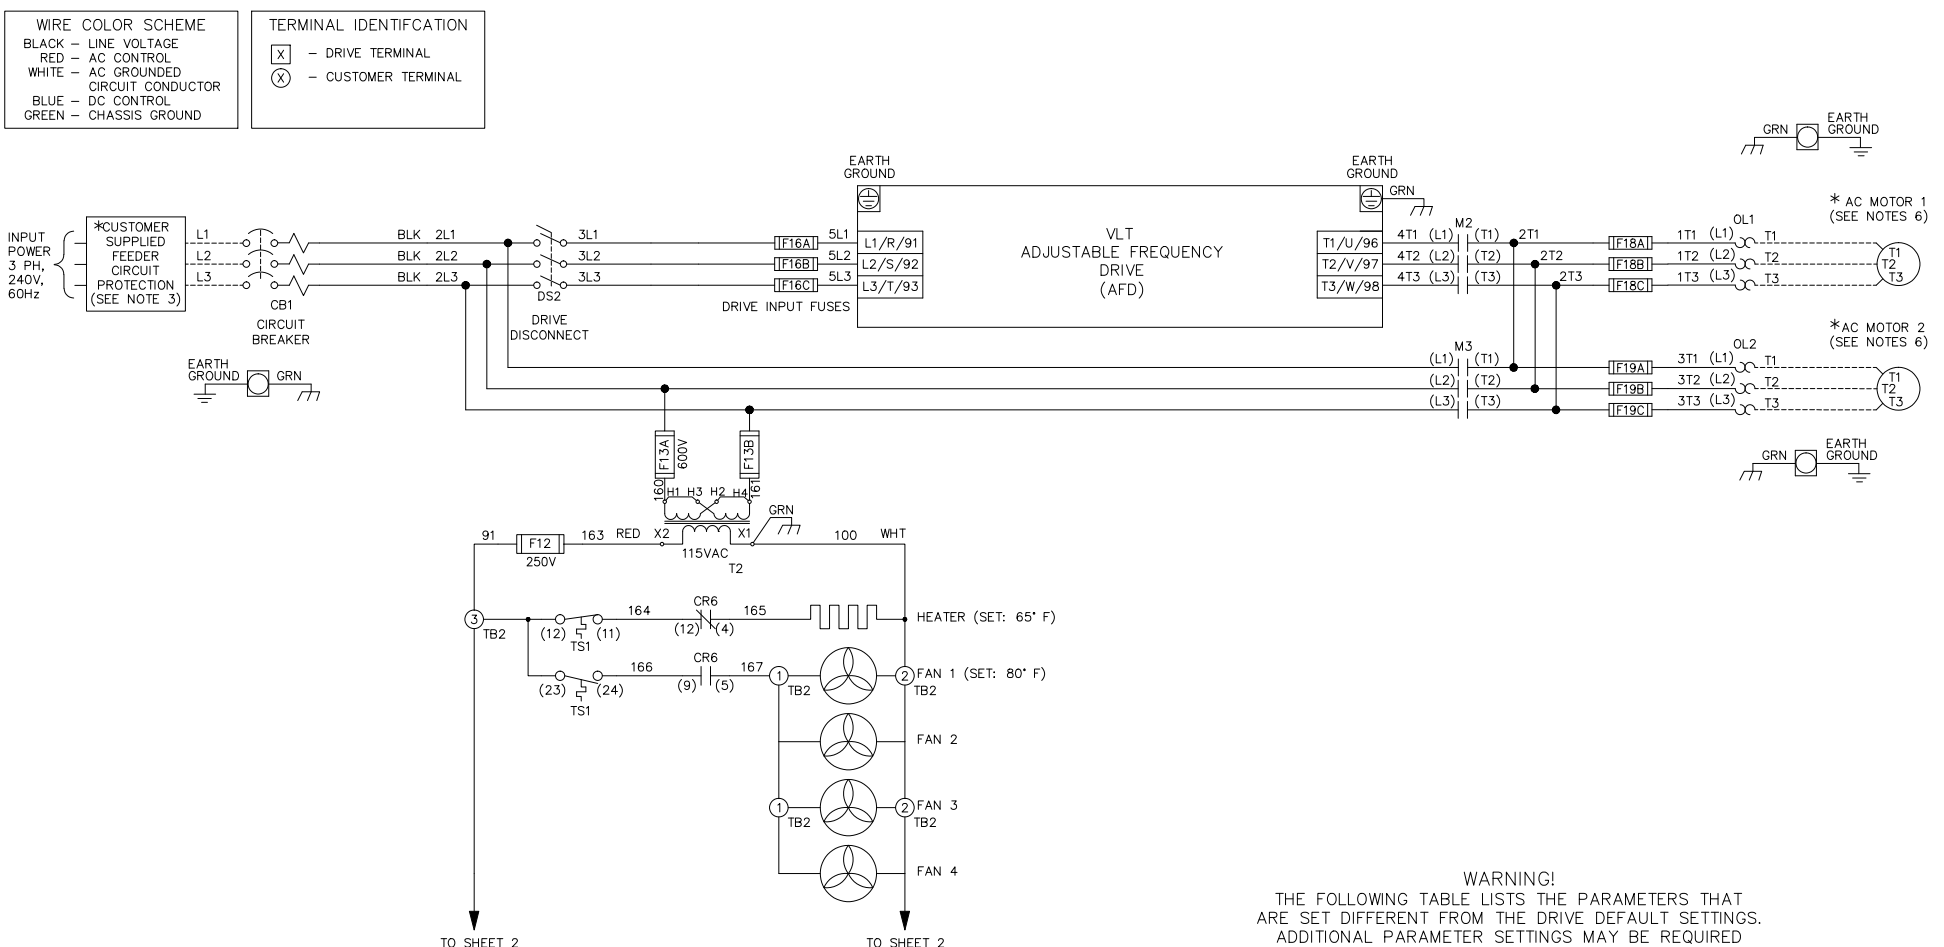 WIRE COLOR SCHEME
BLACK – LINE VOLTAGE
RED – AC CONTROL
WHITE – AC GROUNDED
CIRCUIT CONDUCTOR
BLUE – DC CONTROL
GREEN – CHASSIS GROUND
TERMINAL IDENTIFCATION
X – DRIVE TERMINAL
X – CUSTOMER TERMINAL
INPUT
POWER
3 PH,
240V,
60Hz
*CUSTOMER
SUPPLIED
FEEDER
CIRCUIT
PROTECTION
(SEE NOTE 3)
L1
L2
L3
CB1
CIRCUIT
BREAKER
BLK 2L1
BLK 2L2
BLK 2L3
DS2
DRIVE
DISCONNECT
3L1
3L2
3L3
F16A
F16B
F16C
DRIVE INPUT FUSES
5L1
5L2
5L3
EARTH
GROUND
L1/R/91
L2/S/92
L3/T/93
VLT
ADJUSTABLE FREQUENCY
DRIVE
(AFD)
EARTH
GROUND
GRN
T1/U/96
T2/V/97
T3/W/98
4T1 (L1)
4T2 (L2)
4T3 (L3)
M2
(T1)
(T2)
(T3)
2T1
2T2
2T3
F18A
F18B
F18C
1T1 (L1)
1T2 (L2)
1T3 (L3)
OL1
T1
T2
T3
GRN
EARTH
GROUND
* AC MOTOR 1
(SEE NOTES 6)
T1
T2
T3
M3
(L1) (T1)
(L2) (T2)
(L3) (T3)
F19A
F19B
F19C
3T1 (L1)
3T2 (L2)
3T3 (L3)
OL2
T1
T2
T3
*AC MOTOR 2
(SEE NOTES 6)
T1
T2
T3
GRN
EARTH
GROUND
EARTH
GROUND
GRN
F13A
600V
F13B
160
161
H1 H3 H2 H4
GRN
91
F12
250V
163 RED X2
115VAC
X1
T2
100 WHT
3
TB2
(12) (11)
TS1
164
CR6
(12) (4)
165
HEATER (SET: 65° F)
(23) (24)
TS1
166
CR6
(9) (5)
167
1
TB2
2
TB2
FAN 1 (SET: 80° F)
FAN 2
1
TB2
2
TB2
FAN 3
FAN 4
TO SHEET 2
TO SHEET 2
WARNING!
THE FOLLOWING TABLE LISTS THE PARAMETERS THAT
ARE SET DIFFERENT FROM THE DRIVE DEFAULT SETTINGS.
ADDITIONAL PARAMETER SETTINGS MAY BE REQUIRED